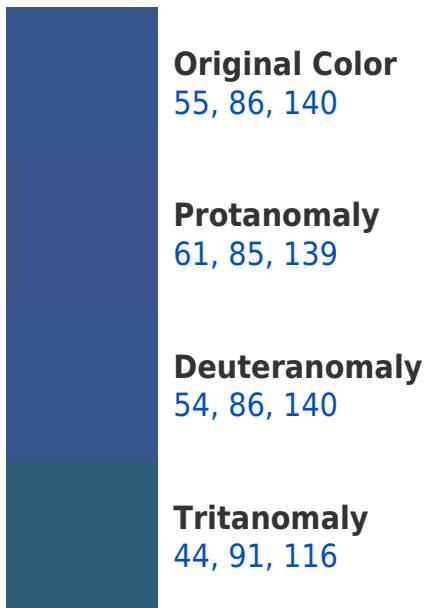 Original Color
55, 86, 140
Protanomaly
61, 85, 139
Deuteranomaly
54, 86, 140
Tritanomaly
44, 91, 116